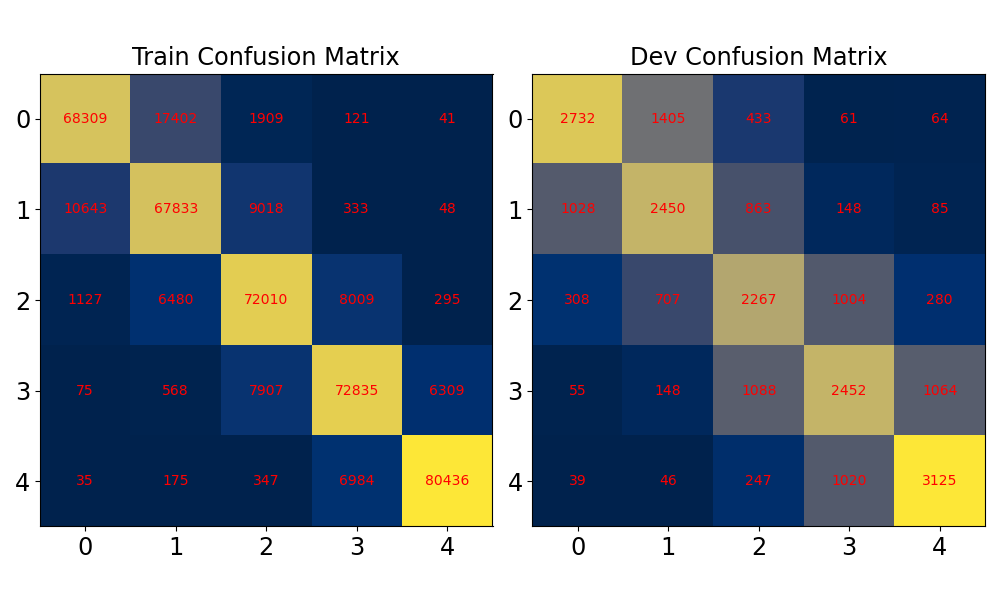 Train Confusion Matrix Dev Confusion Matrix
0 68309 17402 1909 121 41 0 2732 1405 433 61 64
1 10643 67833 9018 333 48 1 1028 2450 148 85
2 1127 6480 72010 8009 295 2 308 707 2267 1004 280
3 75 568 7907 72835 6309 3 55 148 1088 2452 1064
4 35 175 347 6984 80436 4 39 46 247 1020 3125
0 1 2 3 4 0 1 2 3 4